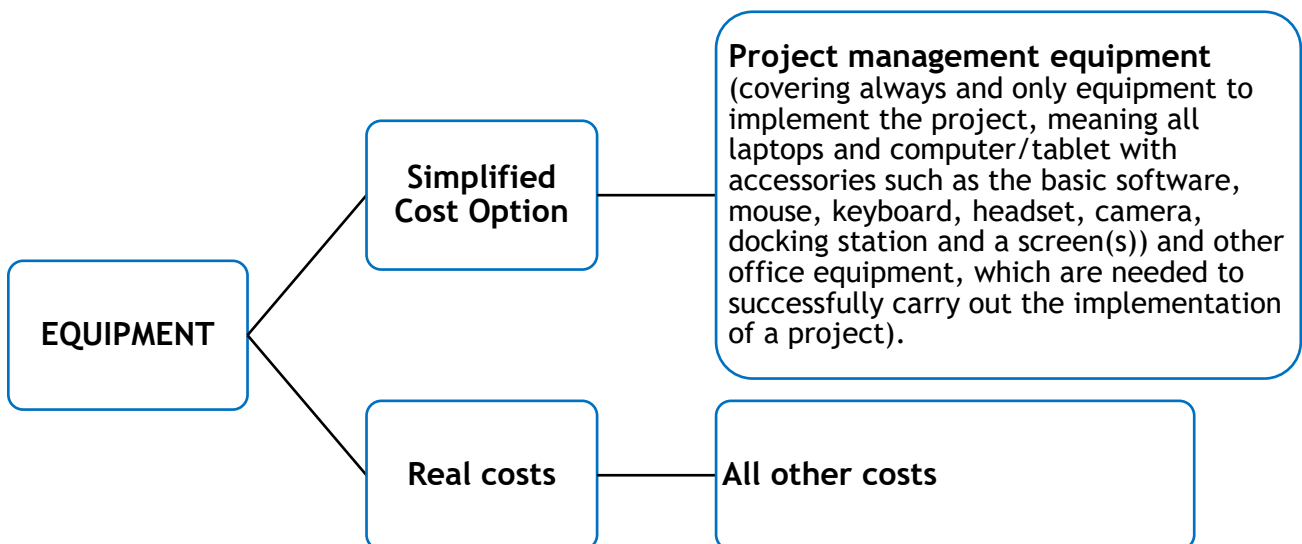 EQUIPMENT
Simplified
Cost Option
Project management equipment
(covering always and only equipment to
implement the project, meaning all
laptops and computer/tablet with
accessories such as the basic software,
mouse, keyboard, headset, camera,
docking station and a screen(s)) and other
office equipment, which are needed to
successfully carry out the implementation
of a project).
Real costs
All other costs